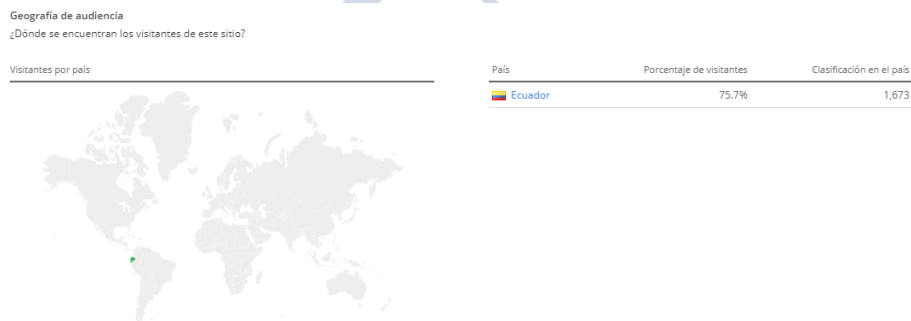 Geografía de audiencia
¿Dónde se encuentran los visitantes de este sitio?
Visitantes por país
País Porcentaje de visitantes Clasificación en el país
Ecuador 75.7% 1,673